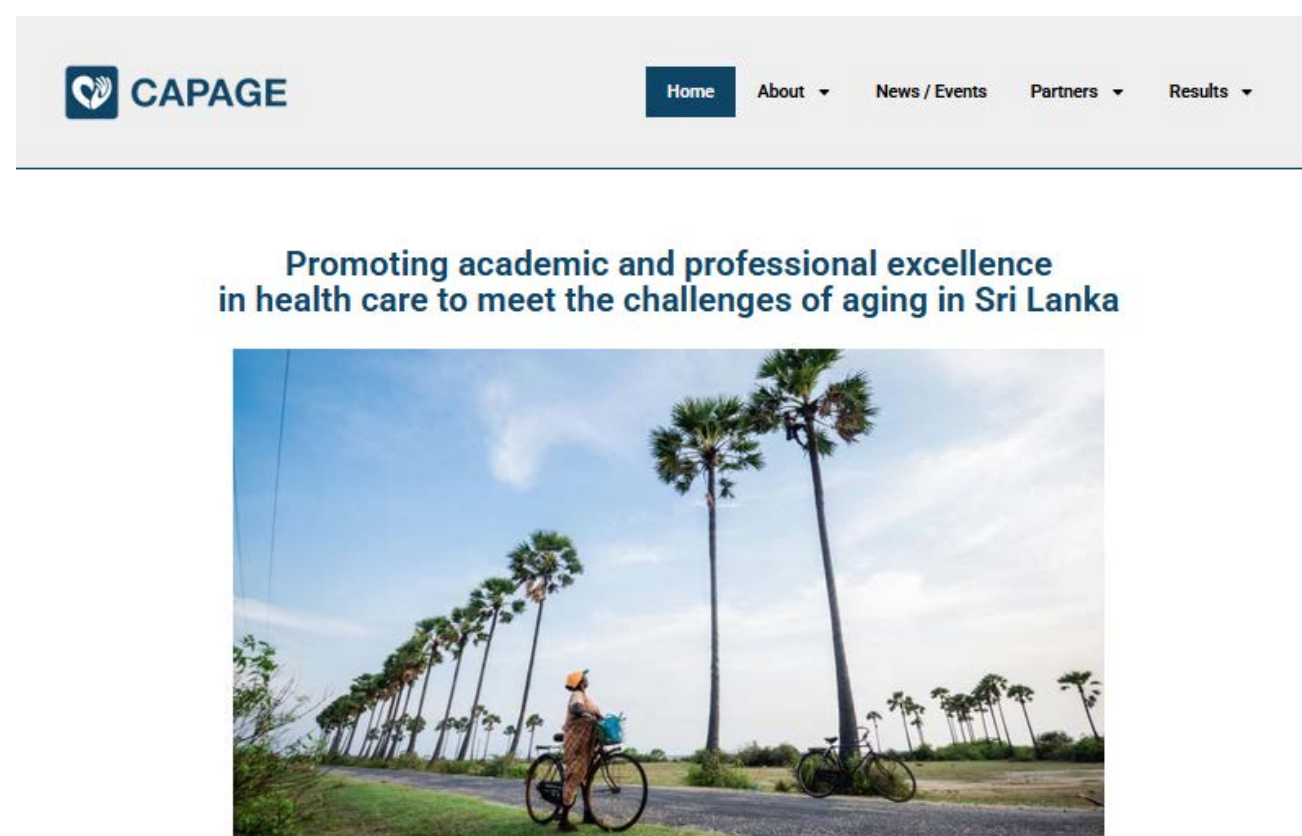 CAPAGE
Home About News / Events Partners Results
Promoting academic and professional excellence
in health care to meet the challenges of aging in Sri Lanka